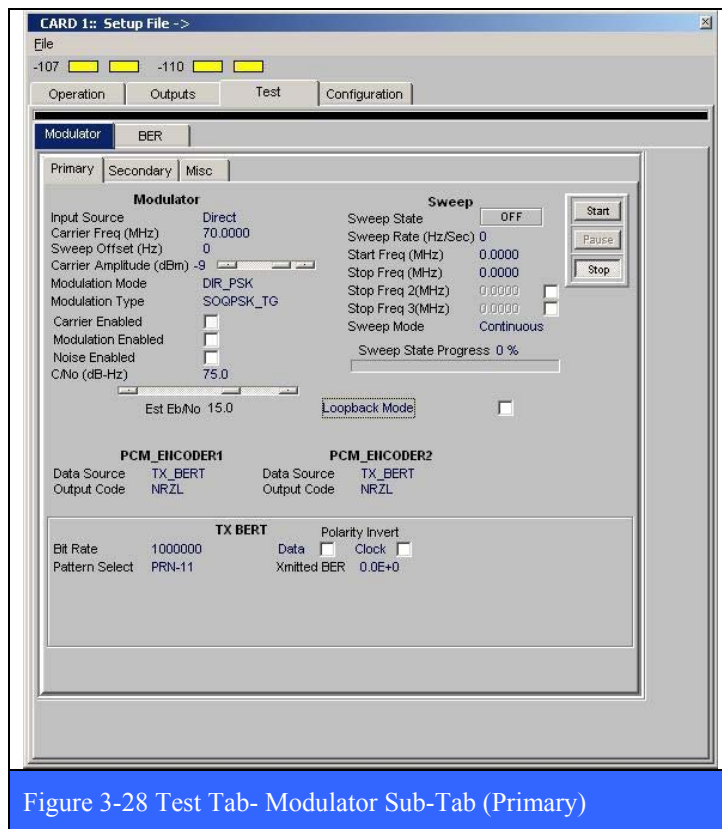 CARD 1:: Setup File ->
File
-107 -110
Operation Outputs Test Configuration
Modulator BER
Primary Secondary Misc
Modulator
Input Source Direct
Carrier Freq (MHz) 70.0000
Sweep Offset (Hz) 0
Carrier Amplitude (dBm) -9
Modulation Mode DIR_PSK
Modulation Type SOQPSK_TG
Carrier Enabled
Modulation Enabled
Noise Enabled
C/No (dB-Hz) 75.0
Est Eb/No 15.0
Sweep
Sweep State OFF
Sweep Rate (Hz/Sec) 0
Start Freq (MHz) 0.0000
Stop Freq (MHz) 0.0000
Stop Freq 2(MHz) 0.0000
Stop Freq 3(MHz) 0.0000
Sweep Mode Continuous
Sweep State Progress 0 %
Loopback Mode
Start
Pause
Stop
PCM_ENCODER1
Data Source TX_BERT
Output Code NRZL
PCM_ENCODER2
Data Source TX_BERT
Output Code NRZL
TX BERT
Polarity Invert
Bit Rate 1000000 Data Clock
Pattern Select PRN-11 Xmitted BER 0.0E+0
Figure 3-28 Test Tab- Modulator Sub-Tab (Primary)